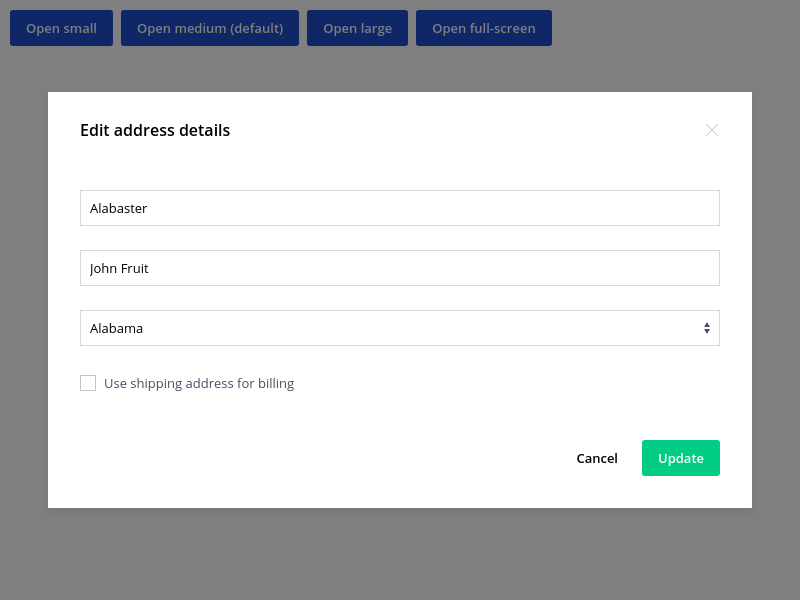 Open small Open medium (default) Open large Open full-screen
Edit address details
Alabaster
John Fruit
Alabama
Use shipping address for billing
Cancel Update